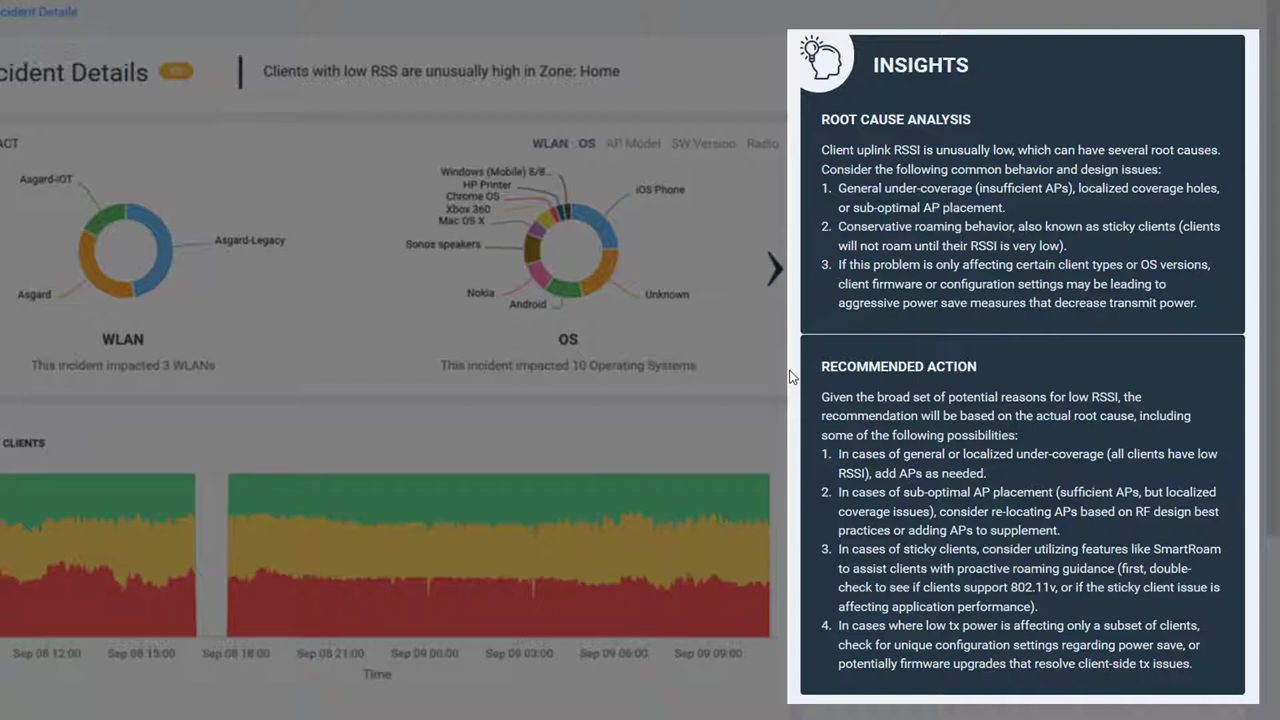 cident Details
cident Details
Clients with low RSS are unusually high in Zone: Home
ACT
WLAN OS AP Model SW Version Radio
Aagard-IOT
Asgard-Legacy
Asgard
WLAN
This incident impacted 3 WLANs
Windows (Mobile) 8/8...
HP Printer
Chrome OS
Xbox 360
Mac OS X
Sonos speakers
Nokia
Android
iOS Phone
Unknown
OS
This incident impacted 10 Operating Systems
CLIENTS
Sep 08 12:00 Sep 08 15:00 Sep 08 18:00 Sep 08 21:00 Sep 09 00:00 Sep 09 03:00 Sep 09 06:00 Sep 09 09:00
Time
INSIGHTS
ROOT CAUSE ANALYSIS
Client uplink RSSI is unusually low, which can have several root causes.
Consider the following common behavior and design issues:
1. General under-coverage (insufficient APs), localized coverage holes,
or sub-optimal AP placement.
2. Conservative roaming behavior, also known as sticky clients (clients
will not roam until their RSSI is very low).
3. If this problem is only affecting certain client types or OS versions,
client firmware or configuration settings may be leading to
aggressive power save measures that decrease transmit power.
RECOMMENDED ACTION
Given the broad set of potential reasons for low RSSI, the
recommendation will be based on the actual root cause, including
some of the following possibilities:
1. In cases of general or localized under-coverage (all clients have low
RSSI), add APs as needed.
2. In cases of sub-optimal AP placement (sufficient APs, but localized
coverage issues), consider re-locating APs based on RF design best
practices or adding APs to supplement.
3. In cases of sticky clients, consider utilizing features like SmartRoam
to assist clients with proactive roaming guidance (first, double-
check to see if clients support 802.11v, or if the sticky client issue is
affecting application performance).
4. In cases where low tx power is affecting only a subset of clients,
check for unique configuration settings regarding power save, or
potentially firmware upgrades that resolve client-side tx issues.